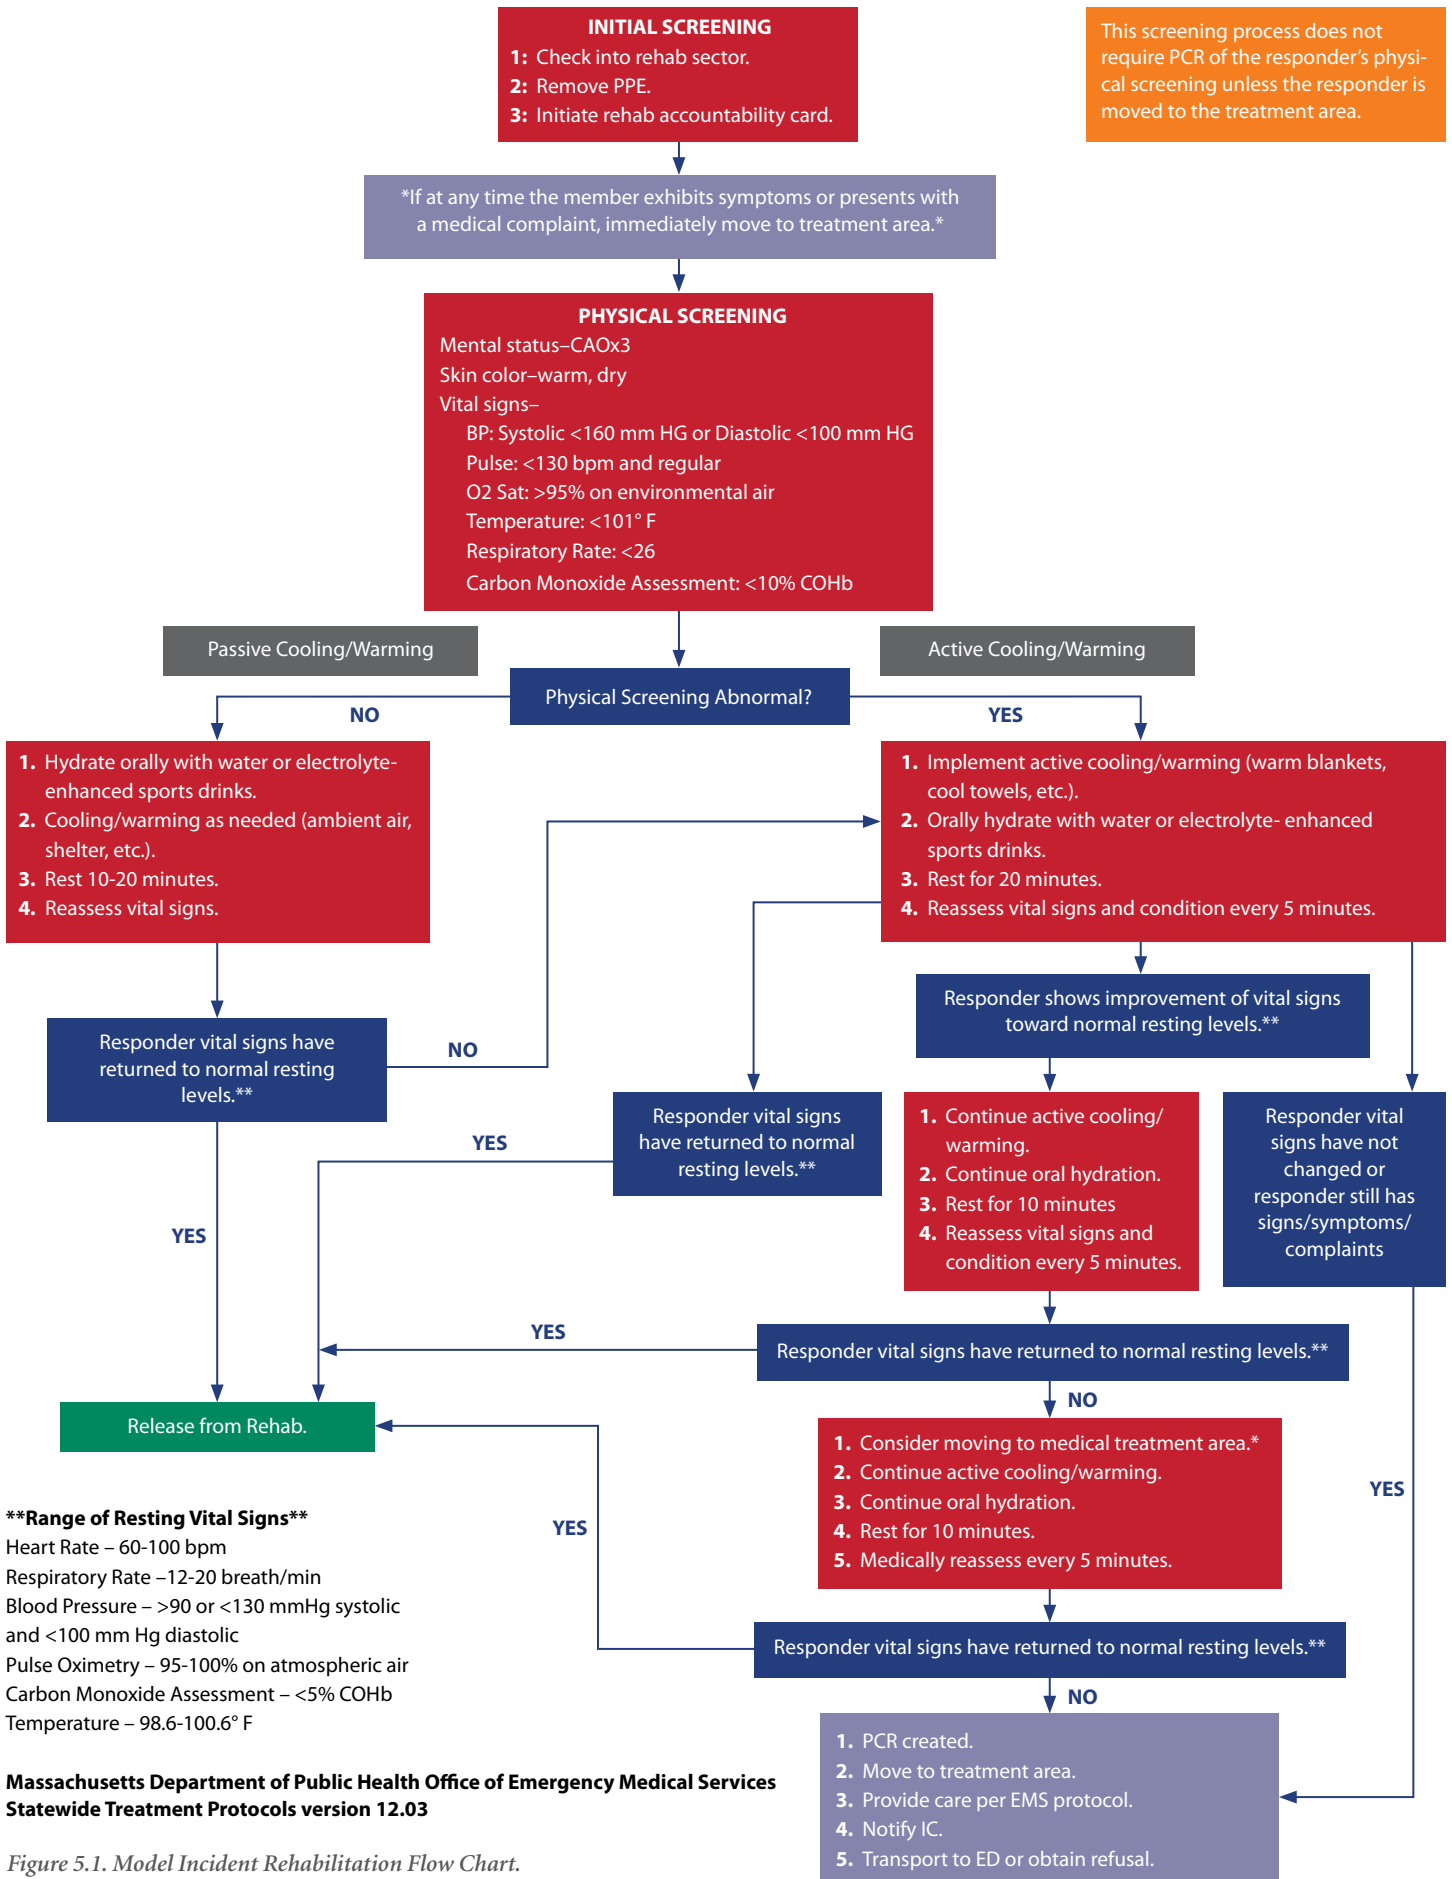 INITIAL SCREENING
1: Check into rehab sector.
2: Remove PPE.
3: Initiate rehab accountability card.
This screening process does not
require PCR of the responder's physi-
cal screening unless the responder is
moved to the treatment area.
*If at any time the member exhibits symptoms or presents with
a medical complaint, immediately move to treatment area.*
PHYSICAL SCREENING
Mental status–CAOx3
Skin color–warm, dry
Vital signs–
BP: Systolic <160 mm HG or Diastolic <100 mm HG
Pulse: <130 bpm and regular
O2 Sat: >95% on environmental air
Temperature: <101° F
Respiratory Rate: <26
Carbon Monoxide Assessment: <10% COHb
Passive Cooling/Warming
Active Cooling/Warming
Physical Screening Abnormal?
NO
YES
1. Hydrate orally with water or electrolyte-
enhanced sports drinks.
2. Cooling/warming as needed (ambient air,
shelter, etc.).
3. Rest 10-20 minutes.
4. Reassess vital signs.
1. Implement active cooling/warming (warm blankets,
cool towels, etc.).
2. Orally hydrate with water or electrolyte- enhanced
sports drinks.
3. Rest for 20 minutes.
4. Reassess vital signs and condition every 5 minutes.
Responder shows improvement of vital signs
toward normal resting levels.**
Responder vital signs have
returned to normal resting
levels.**
NO
Responder vital signs
have returned to normal
resting levels.**
YES
1. Continue active cooling/
warming.
2. Continue oral hydration.
3. Rest for 10 minutes
4. Reassess vital signs and
condition every 5 minutes.
Responder vital
signs have not
changed or
responder still has
signs/symptoms/
complaints
YES
YES
Responder vital signs have returned to normal resting levels.**
NO
Release from Rehab.
1. Consider moving to medical treatment area.*
2. Continue active cooling/warming.
3. Continue oral hydration.
4. Rest for 10 minutes.
5. Medically reassess every 5 minutes.
YES
YES
Responder vital signs have returned to normal resting levels.**
NO
1. PCR created.
2. Move to treatment area.
3. Provide care per EMS protocol.
4. Notify IC.
5. Transport to ED or obtain refusal.
**Range of Resting Vital Signs**
Heart Rate – 60-100 bpm
Respiratory Rate –12-20 breath/min
Blood Pressure – >90 or <130 mmHg systolic
and <100 mm Hg diastolic
Pulse Oximetry – 95-100% on atmospheric air
Carbon Monoxide Assessment – <5% COHb
Temperature – 98.6-100.6° F
Massachusetts Department of Public Health Office of Emergency Medical Services
Statewide Treatment Protocols version 12.03
Figure 5.1. Model Incident Rehabilitation Flow Chart.